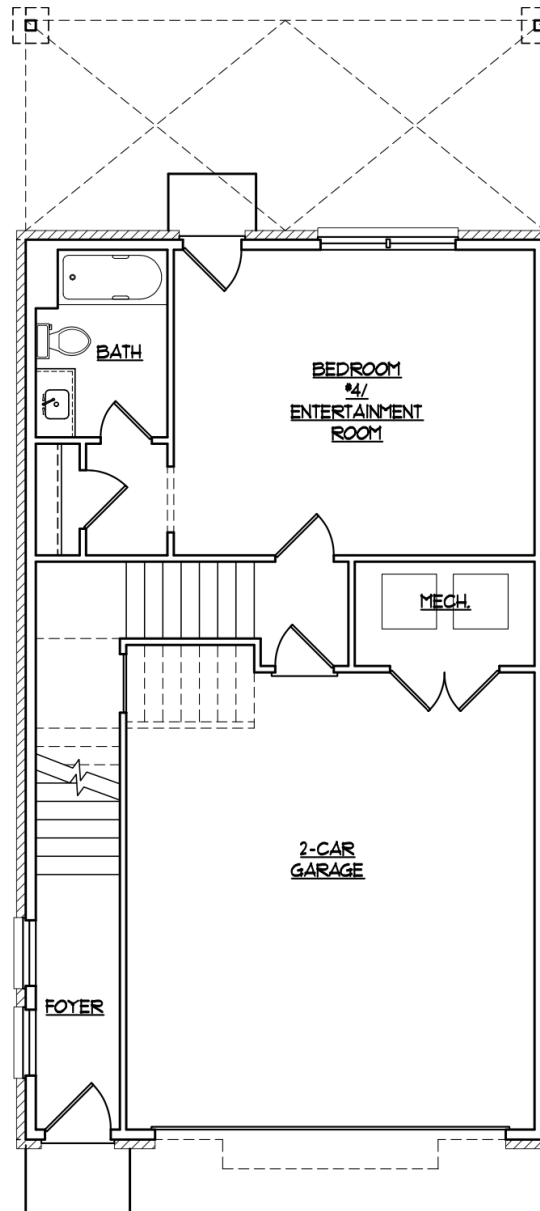 BATH
BEDROOM
#4/
ENTERTAINMENT
ROOM
MECH.
2-CAR
GARAGE
FOYER